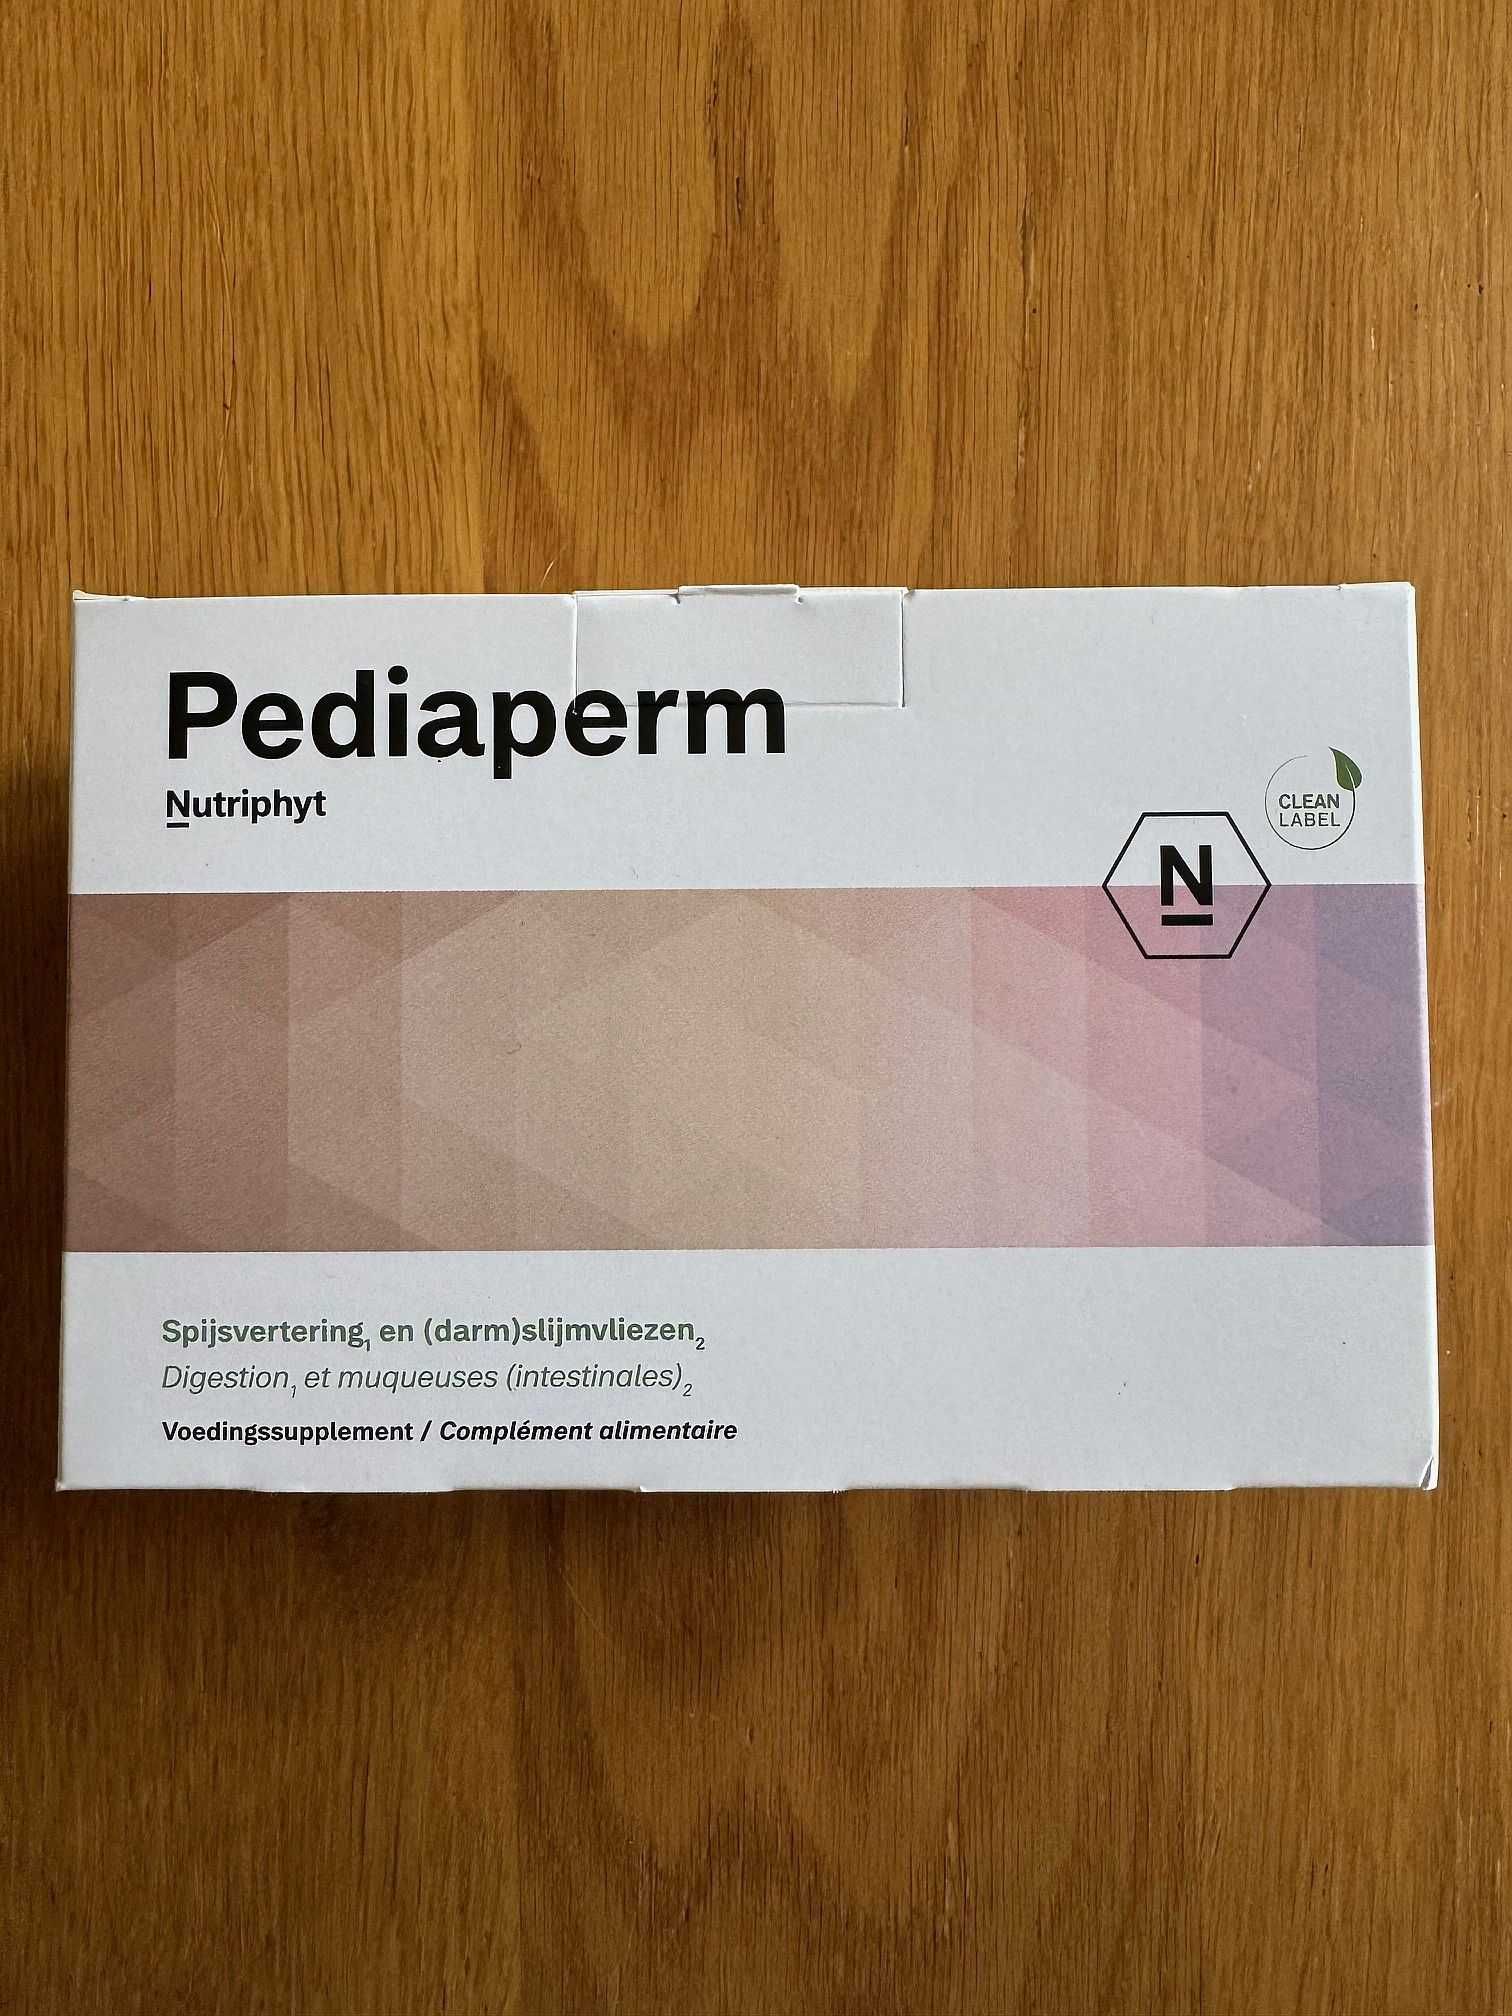 Pediaperm
Nutriphyt
CLEAN
LABEL
N
Spijsvertering₁ en (darm)slijmvliezen₂
Digestion₁ et muqueuses (intestinales)₂
Voedingssupplement / Complément alimentaire